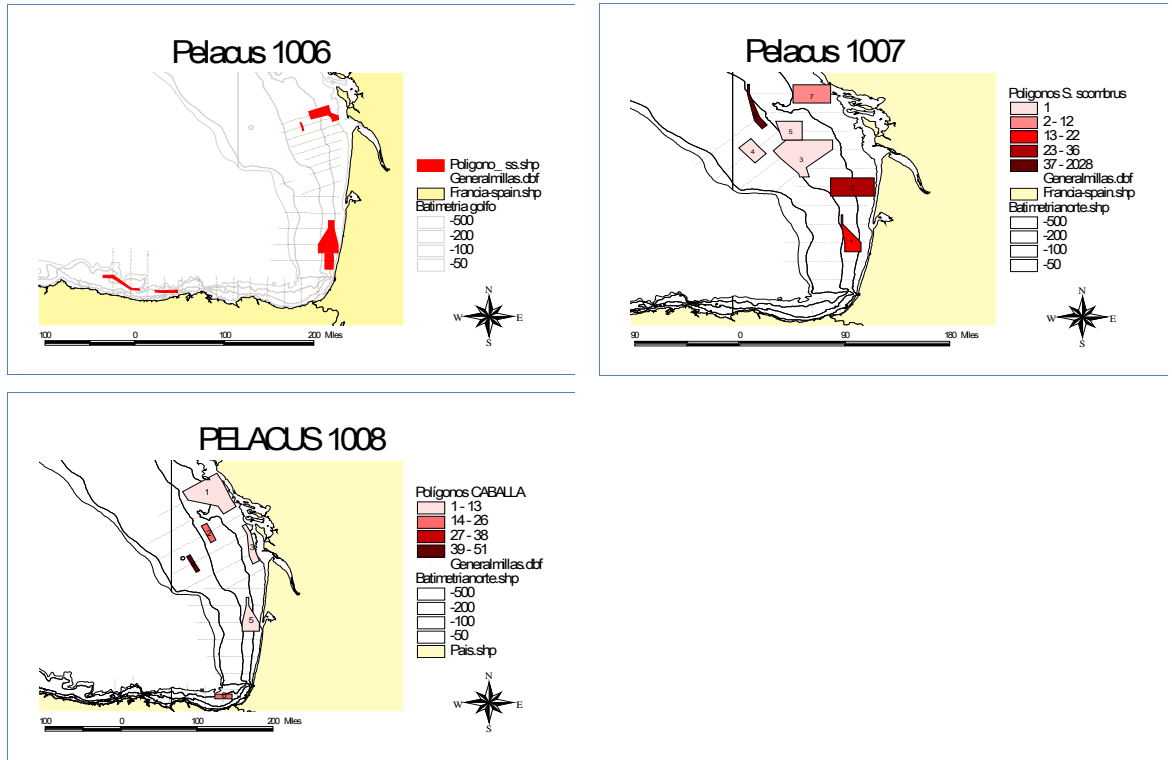 Pelacus 1006
Poligono_ss.shp
Generalmillas.dbf
Francia-spain.shp
Batimetria golfo
-500
-200
-100
-50
N
W E
S
100 0 100 200 Miles
Pelacus 1007
7
5
4
3
2
1
Poligonos S. scombrus
1
2 - 12
13 - 22
23 - 36
37 - 2028
Generalmillas.dbf
Francia-spain.shp
Batimetrianorte.shp
-500
-200
-100
-50
N
W E
S
90 0 90 180 Miles
PELACUS 1008
1
5
Polígonos CABALLA
1 - 13
14 - 26
27 - 38
39 - 51
Generalmillas.dbf
Batimetrianorte.shp
-500
-200
-100
-50
Pais.shp
N
W E
S
100 0 100 200 Miles